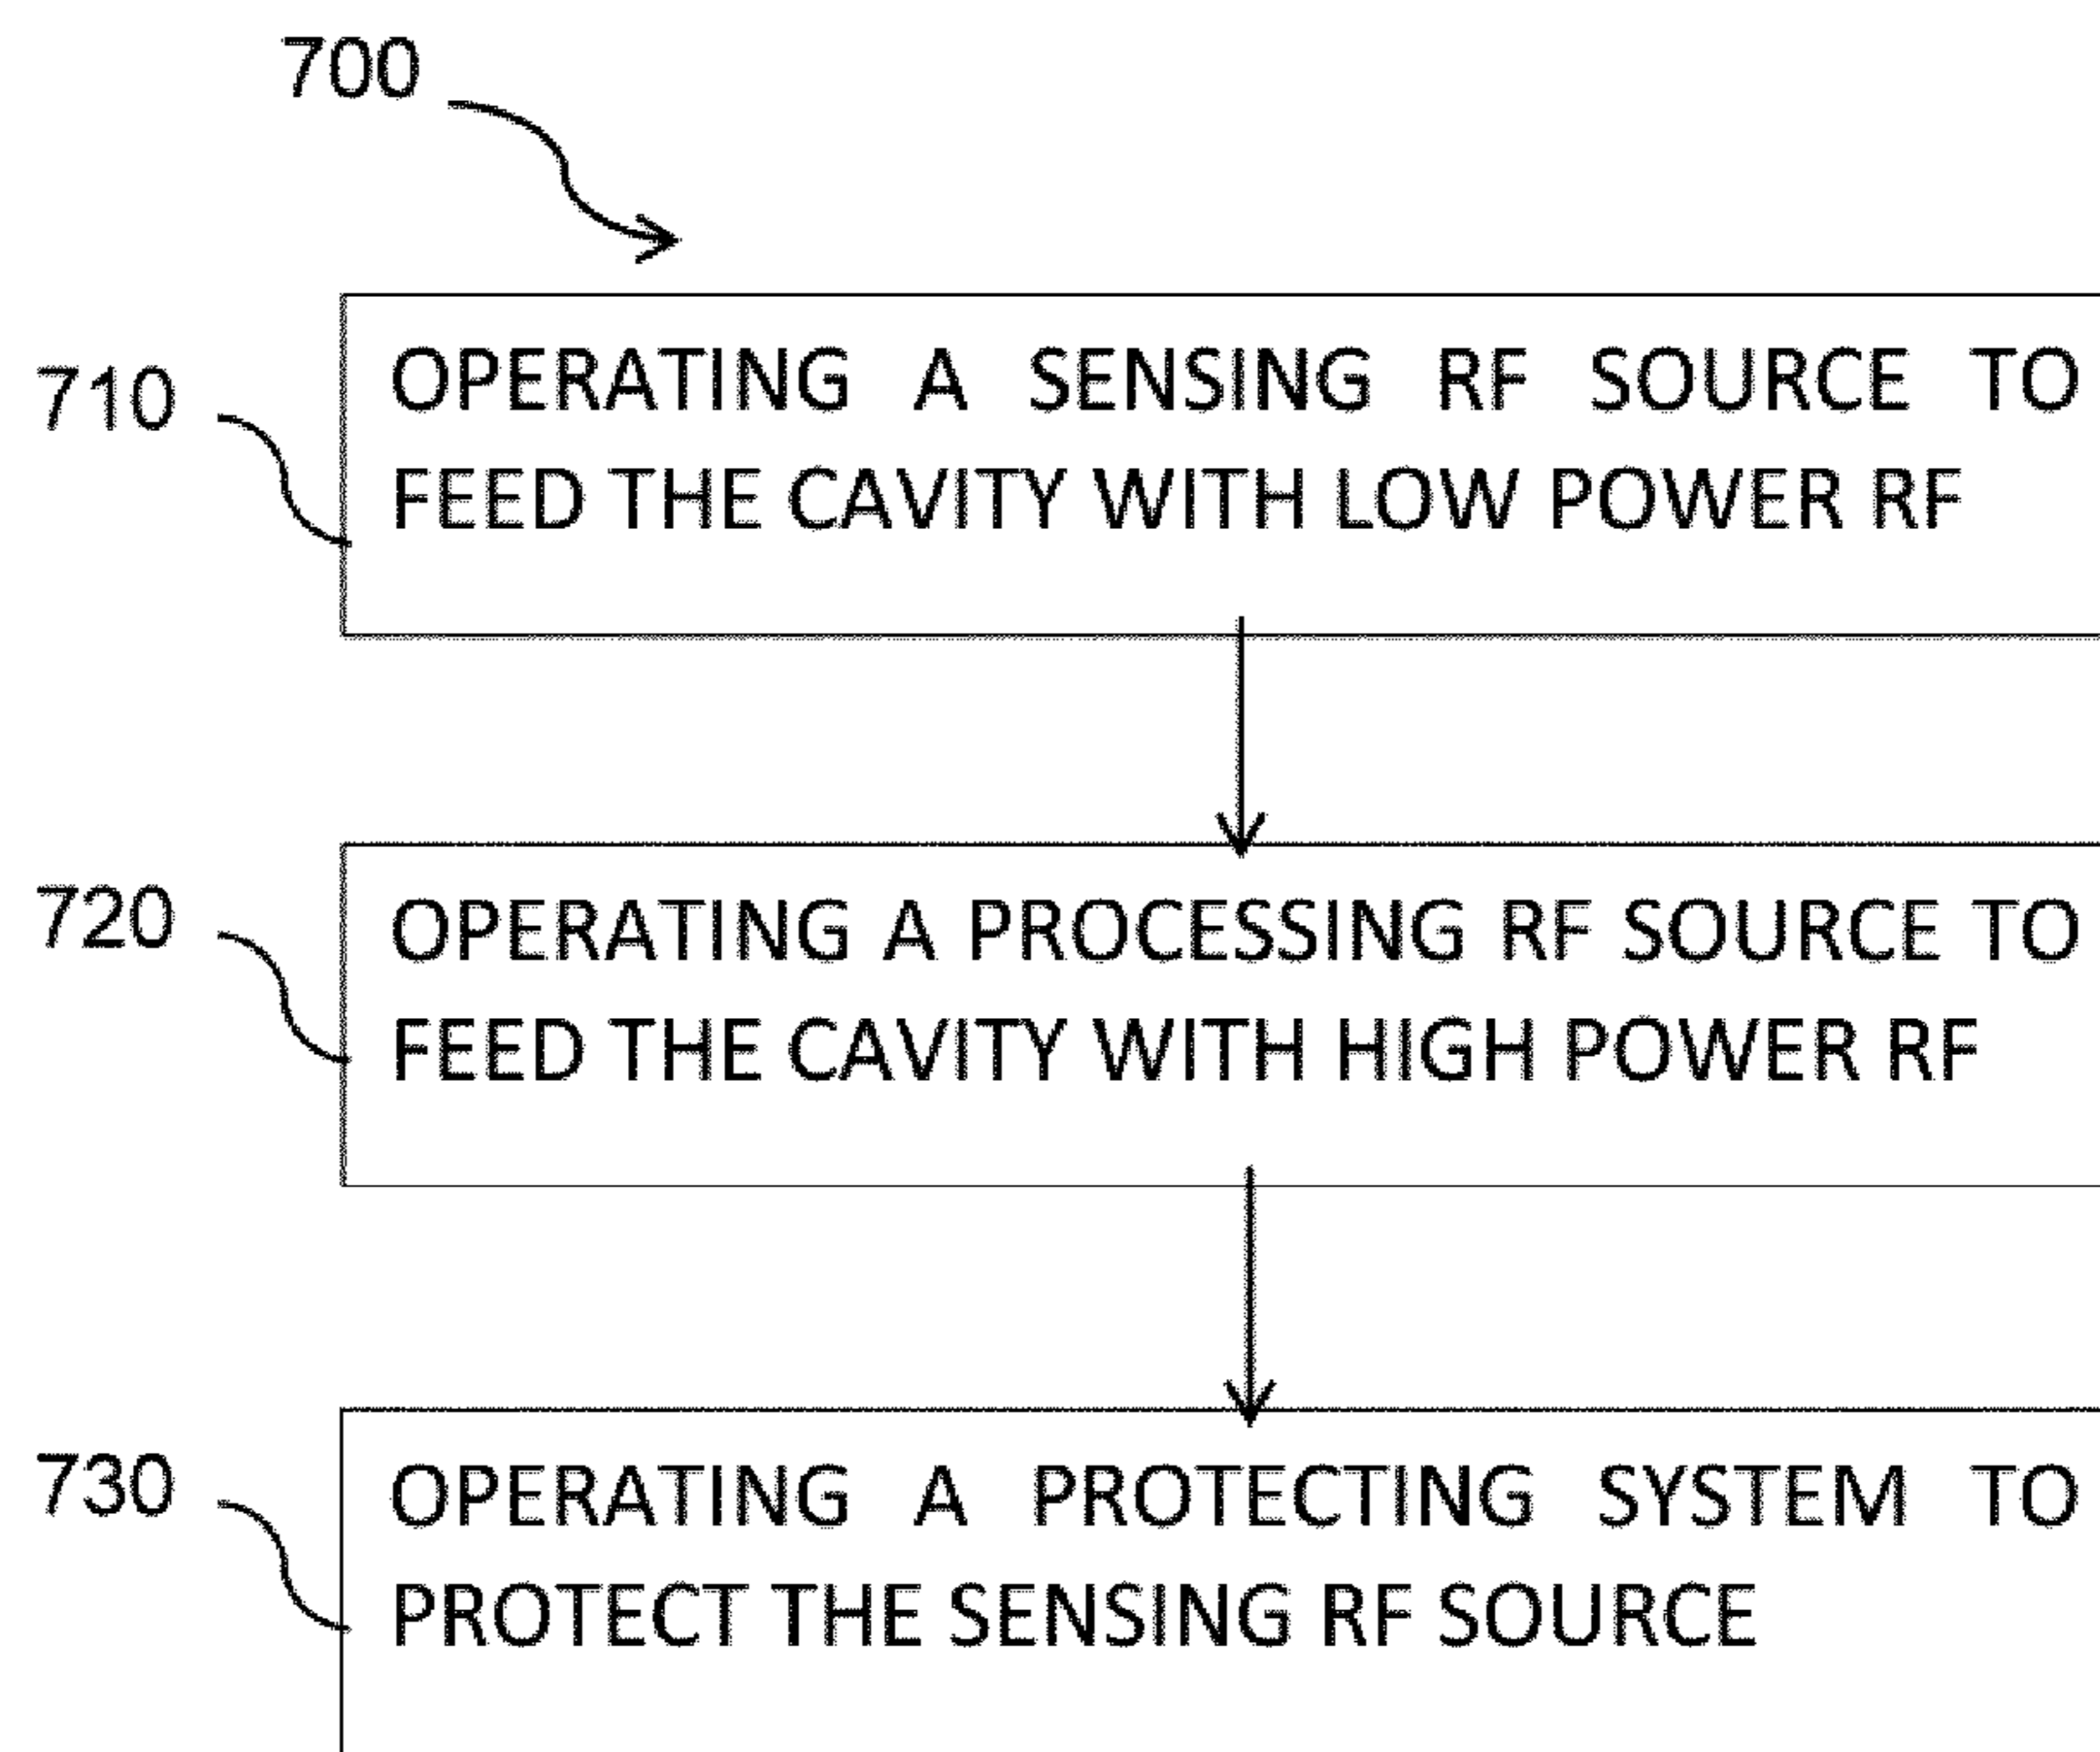 700
710
OPERATING A SENSING RF SOURCE TO
FEED THE CAVITY WITH LOW POWER RF
720
OPERATING A PROCESSING RF SOURCE TO
FEED THE CAVITY WITH HIGH POWER RF
730
OPERATING A PROTECTING SYSTEM TO
PROTECT THE SENSING RF SOURCE